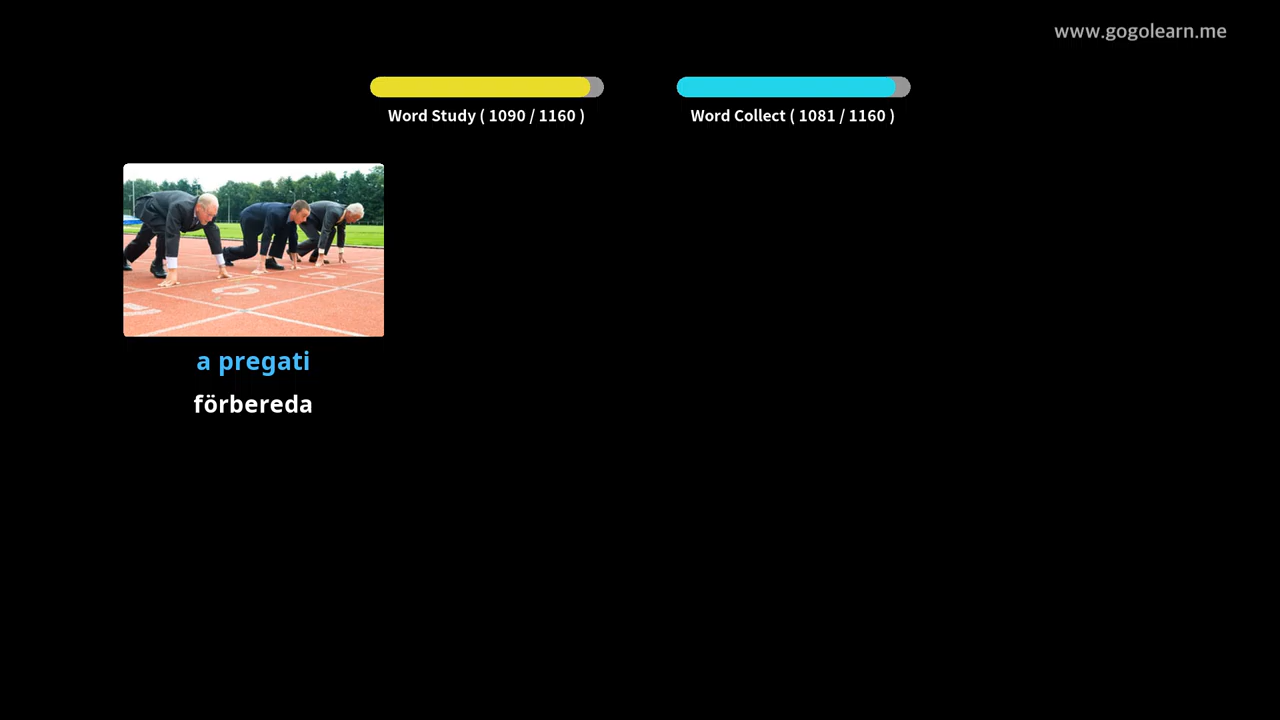 www.gogolearn.me
Word Study ( 1090 / 1160 )
Word Collect ( 1081 / 1160 )
a pregati
förbereda